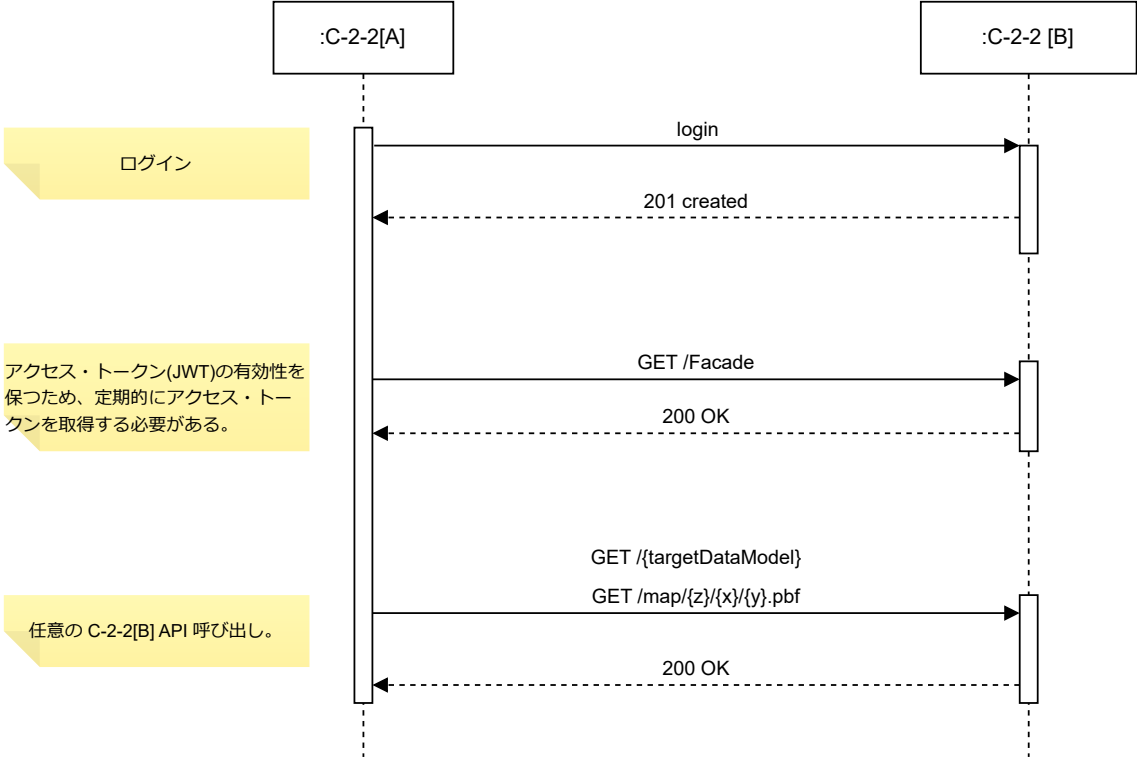 :C-2-2[A]
:C-2-2 [B]
login
ログイン
201 created
GET /Facade
アクセス・トークン(JWT)の有効性を
保つため、定期的にアクセス・トー
クンを取得する必要がある。
200 OK
GET /{targetDataModel}
GET /map/{z}/{x}/{y}.pbf
任意の C-2-2[B] API 呼び出し。
200 OK